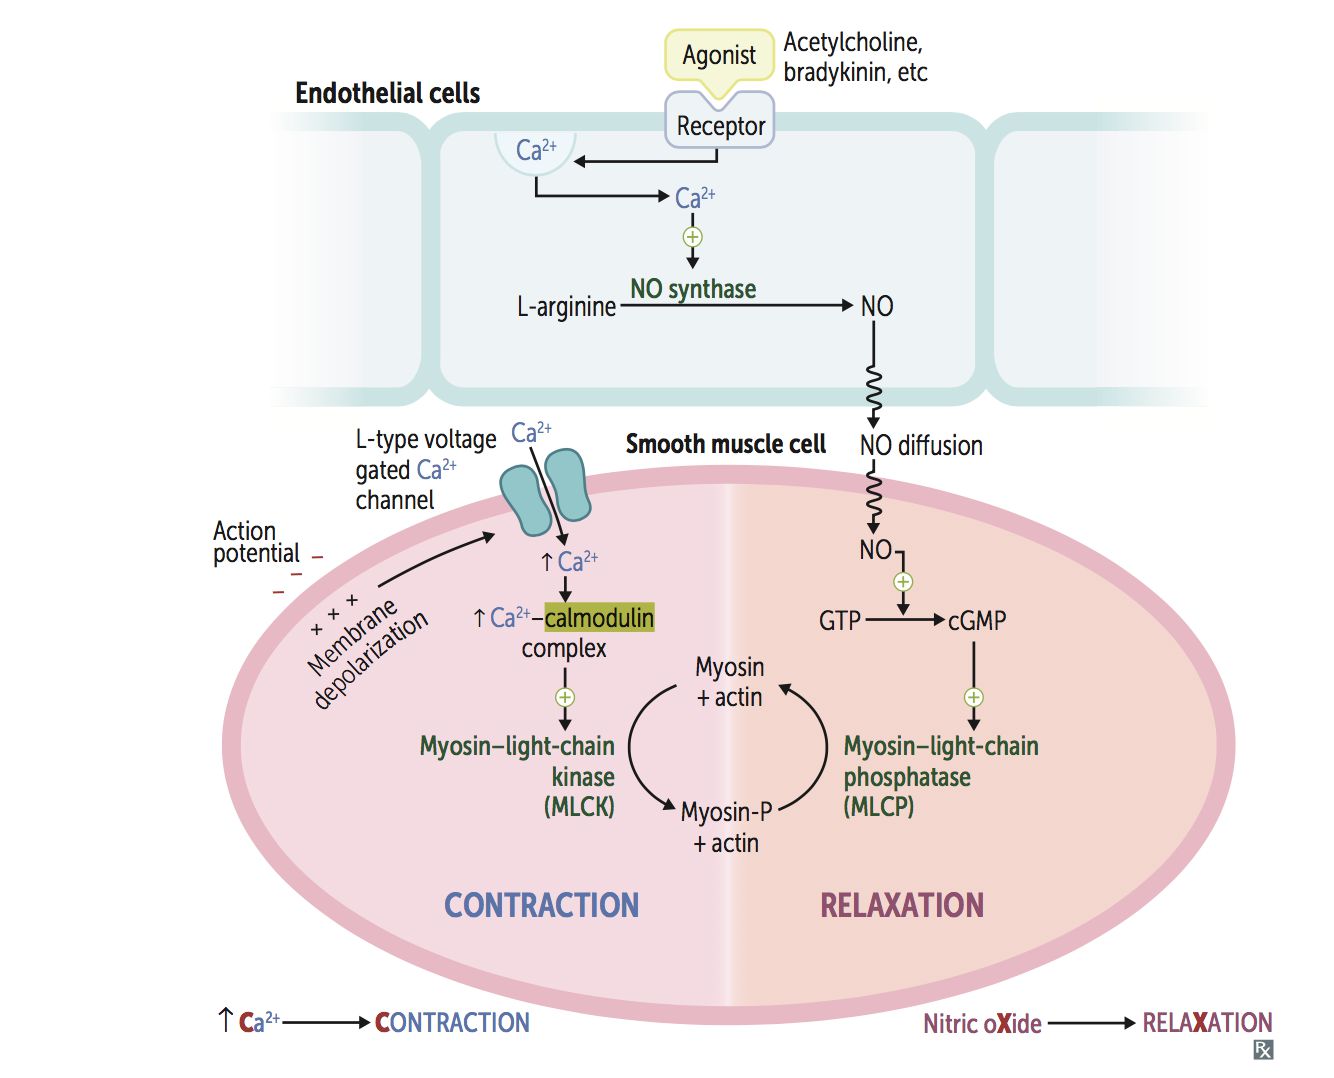 Agonist
Acetylcholine,
bradykinin, etc
Endothelial cells
Receptor
Ca2+
Ca2+
+
NO synthase
L-arginine
NO
L-type voltage
gated Ca2+
channel
Ca2+
Smooth muscle cell
NO diffusion
Action
potential
– – –
+ + +
Membrane
depolarization
↑ Ca2+
↑ Ca2+–calmodulin
complex
+
NO
+
GTP
cGMP
+
Myosin
+ actin
Myosin–light-chain
kinase
(MLCK)
Myosin–light-chain
phosphatase
(MLCP)
Myosin-P
+ actin
CONTRACTION
RELAXATION
↑ Ca2+ → CONTRACTION
Nitric oXide → RELAXATION
Rx